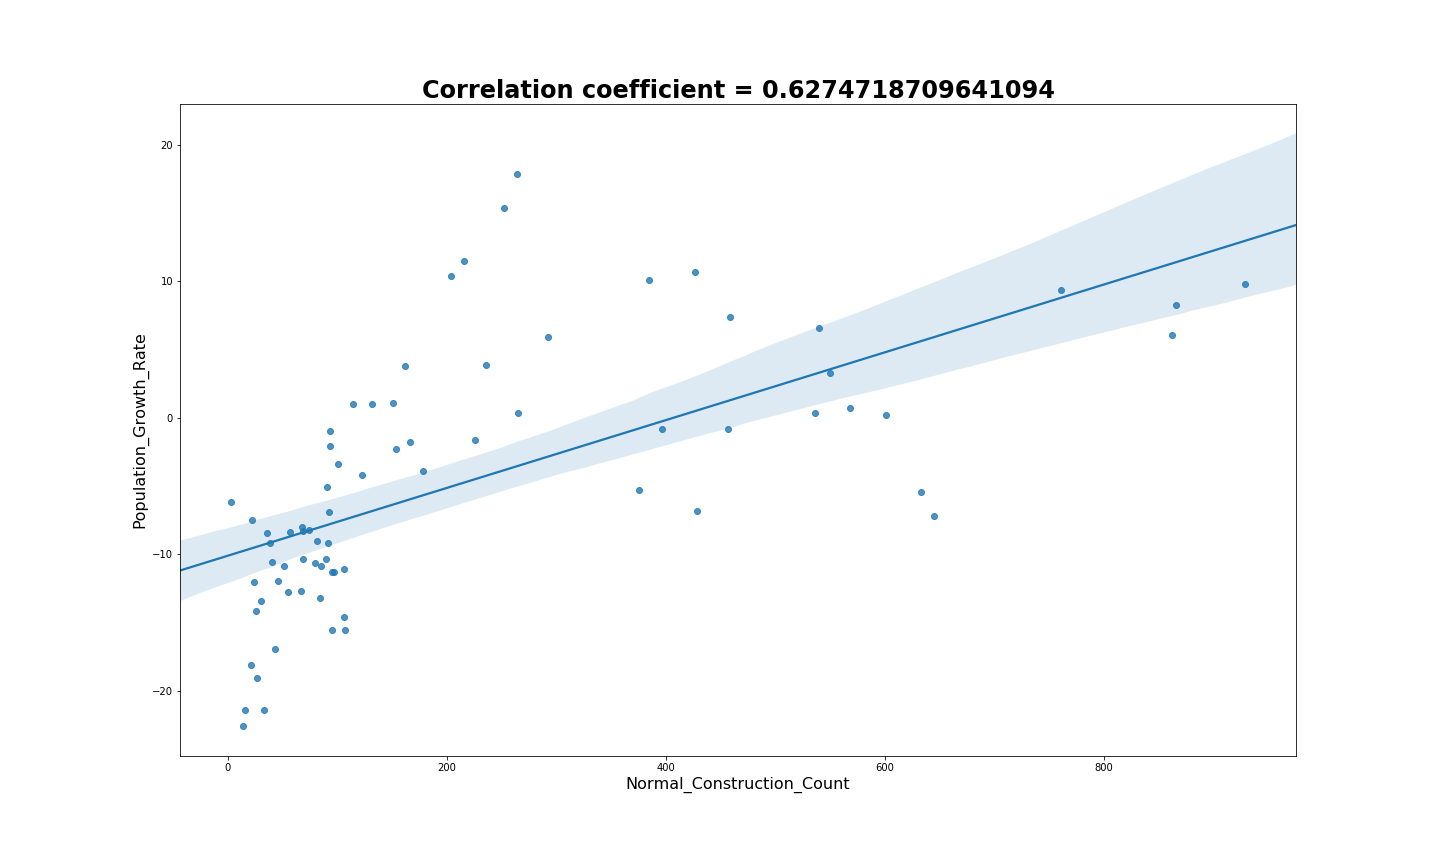 Correlation coefficient = 0.6274718709641094
20
10
0
−10
−20
Population_Growth_Rate
0 200 400 600 800
Normal_Construction_Count